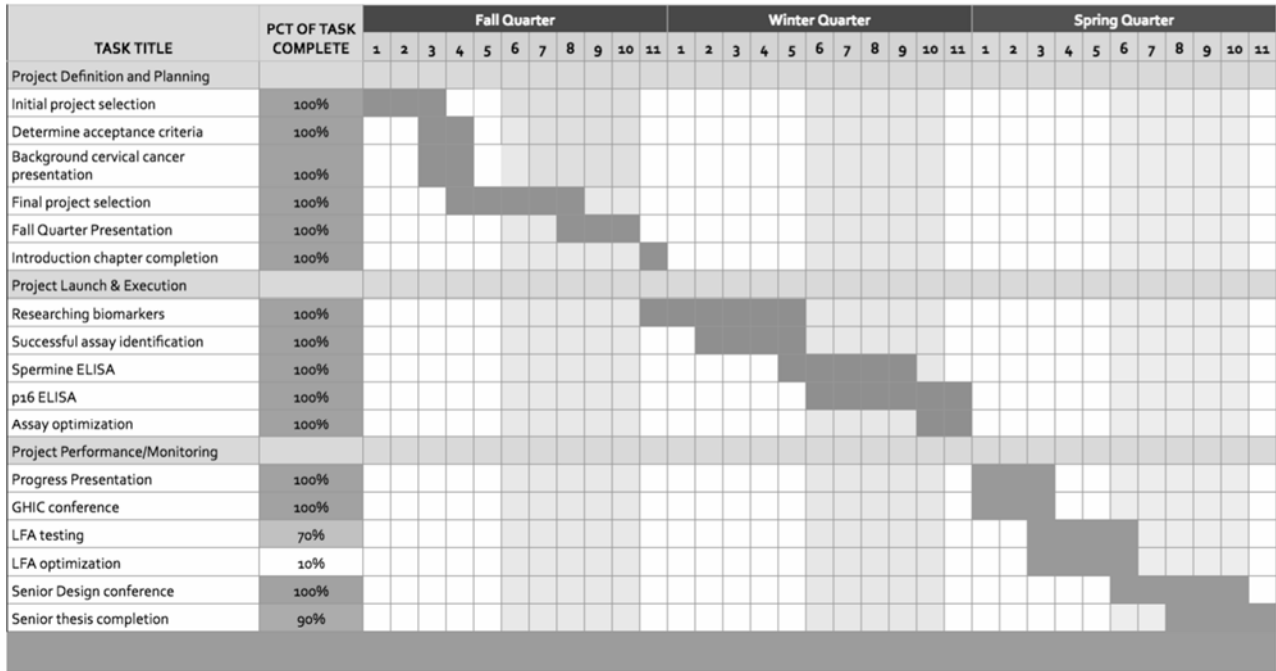 Fall Quarter Winter Quarter Spring Quarter
TASK TITLE PCT OF TASK COMPLETE 1 2 3 4 5 6 7 8 9 10 11 1 2 3 4 5 6 7 8 9 10 11 1 2 3 4 5 6 7 8 9 10 11
Project Definition and Planning
Initial project selection 100%
Determine acceptance criteria 100%
Background cervical cancer
presentation 100%
Final project selection 100%
Fall Quarter Presentation 100%
Introduction chapter completion 100%
Project Launch & Execution
Researching biomarkers 100%
Successful assay identification 100%
Spermine ELISA 100%
p16 ELISA 100%
Assay optimization 100%
Project Performance/Monitoring
Progress Presentation 100%
GHIC conference 100%
LFA testing 70%
LFA optimization 10%
Senior Design conference 100%
Senior thesis completion 90%